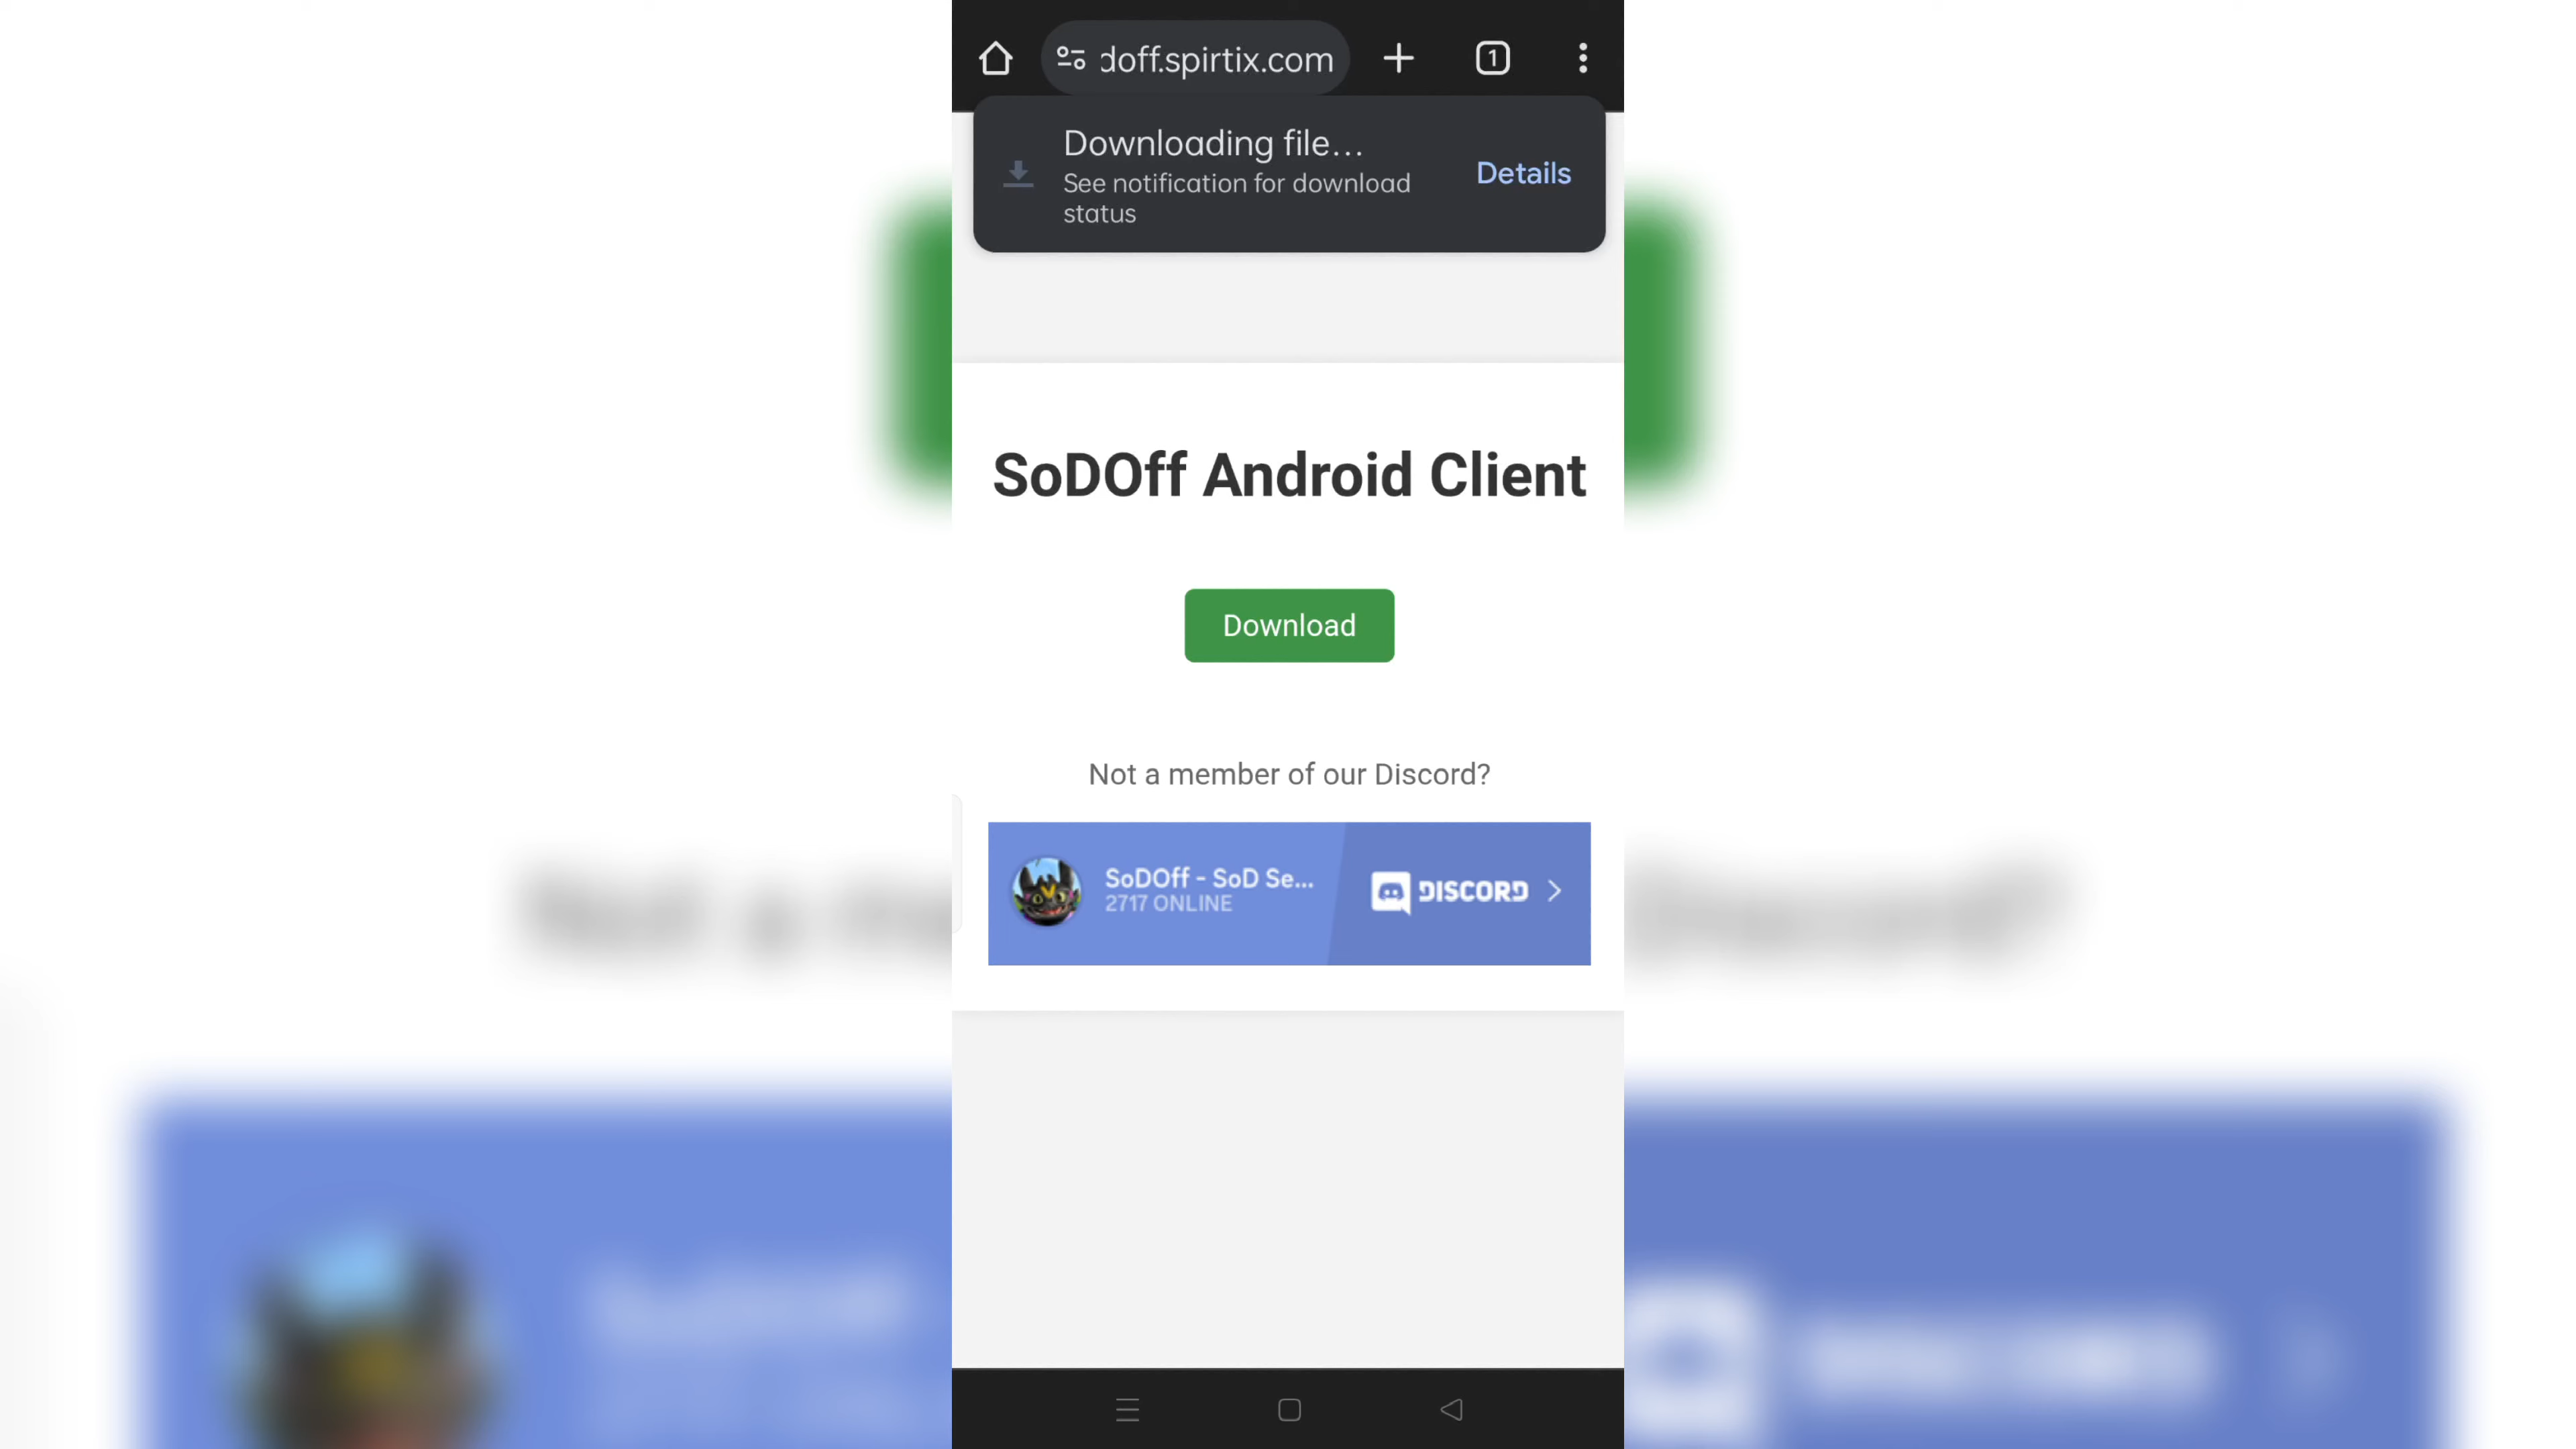 doff.spirtix.com
1
Downloading file...
See notification for download
status
Details
SoDOff Android Client
Download
Not a member of our Discord?
SoDOff - SoD Se...
2717 ONLINE
DISCORD